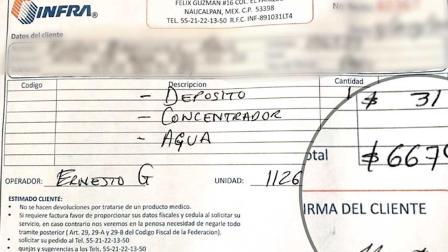 INFRA
FELIX GUZMAN #16 COL. EL PARQUE
NAUCALPAN, MEX. C.P. 53398
TEL. 55-21-22-13-50 R.F.C. INF-891031LT4
Datos del cliente
Codigo Descripcion Cantidad
- DEPOSITO 1 $ 31
- CONCENTRADOR
- AGUA
otal $6679
OPERADOR: ERNESTO G UNIDAD: 1126
IRMA DEL CLIENTE
ESTIMADO CLIENTE:
• No se hacen devoluciones por tratarse de un producto medico.
• Si requiere factura favor de proporcionar sus datos fiscales y cedula al solicitar su
servicio, en caso contrario nos veremos en la penosa necesidad de negarle todo
tramite posterior (Art. 29, 29-A y 29-B del Codigo Fiscal de la Federacion).
• solicite su pedido al Tel. 55-21-22-13-50
• quejas y sugerencias a los Tels. 55-21-22-13-50